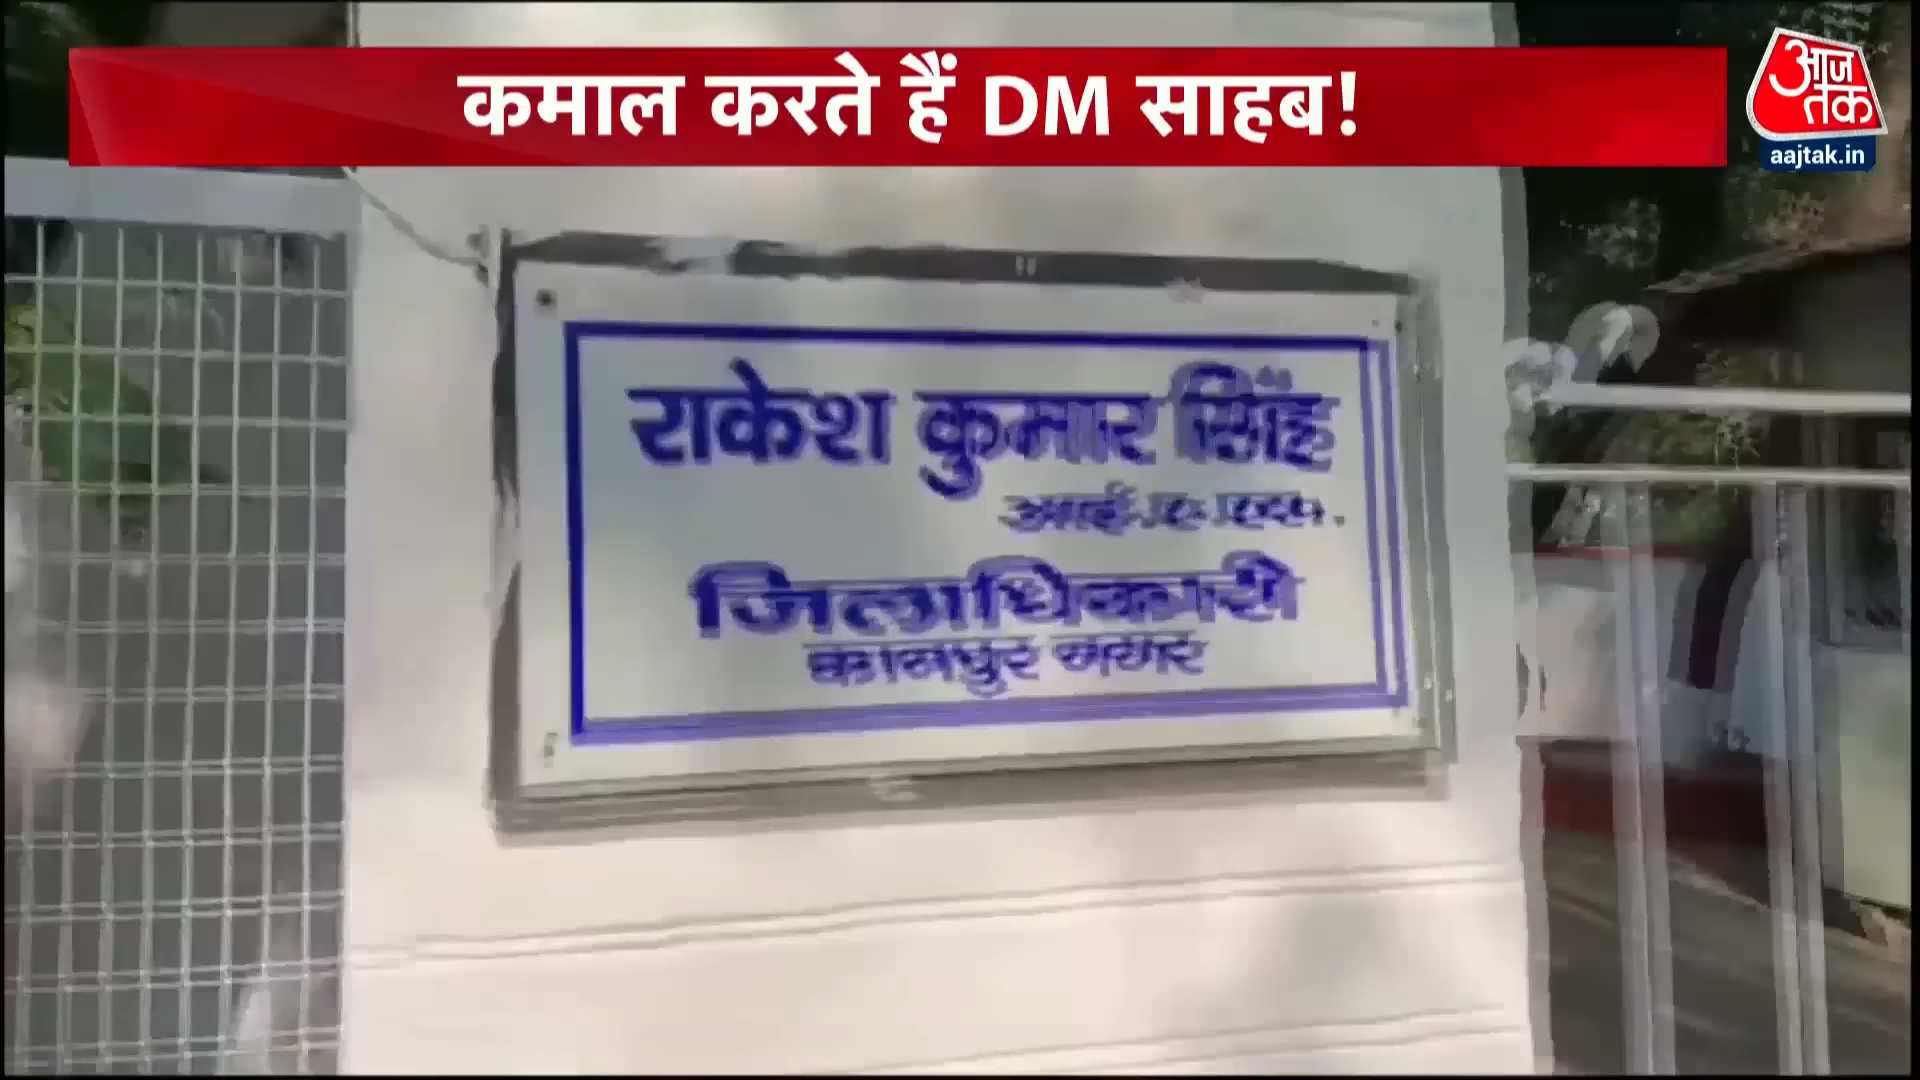 कमाल करते हैं DM साहब!
आज
तक
aajtak.in
राकेश कुमार सिंह
आई.ए.एस.
जिलाधिकारी
कानपुर नगर